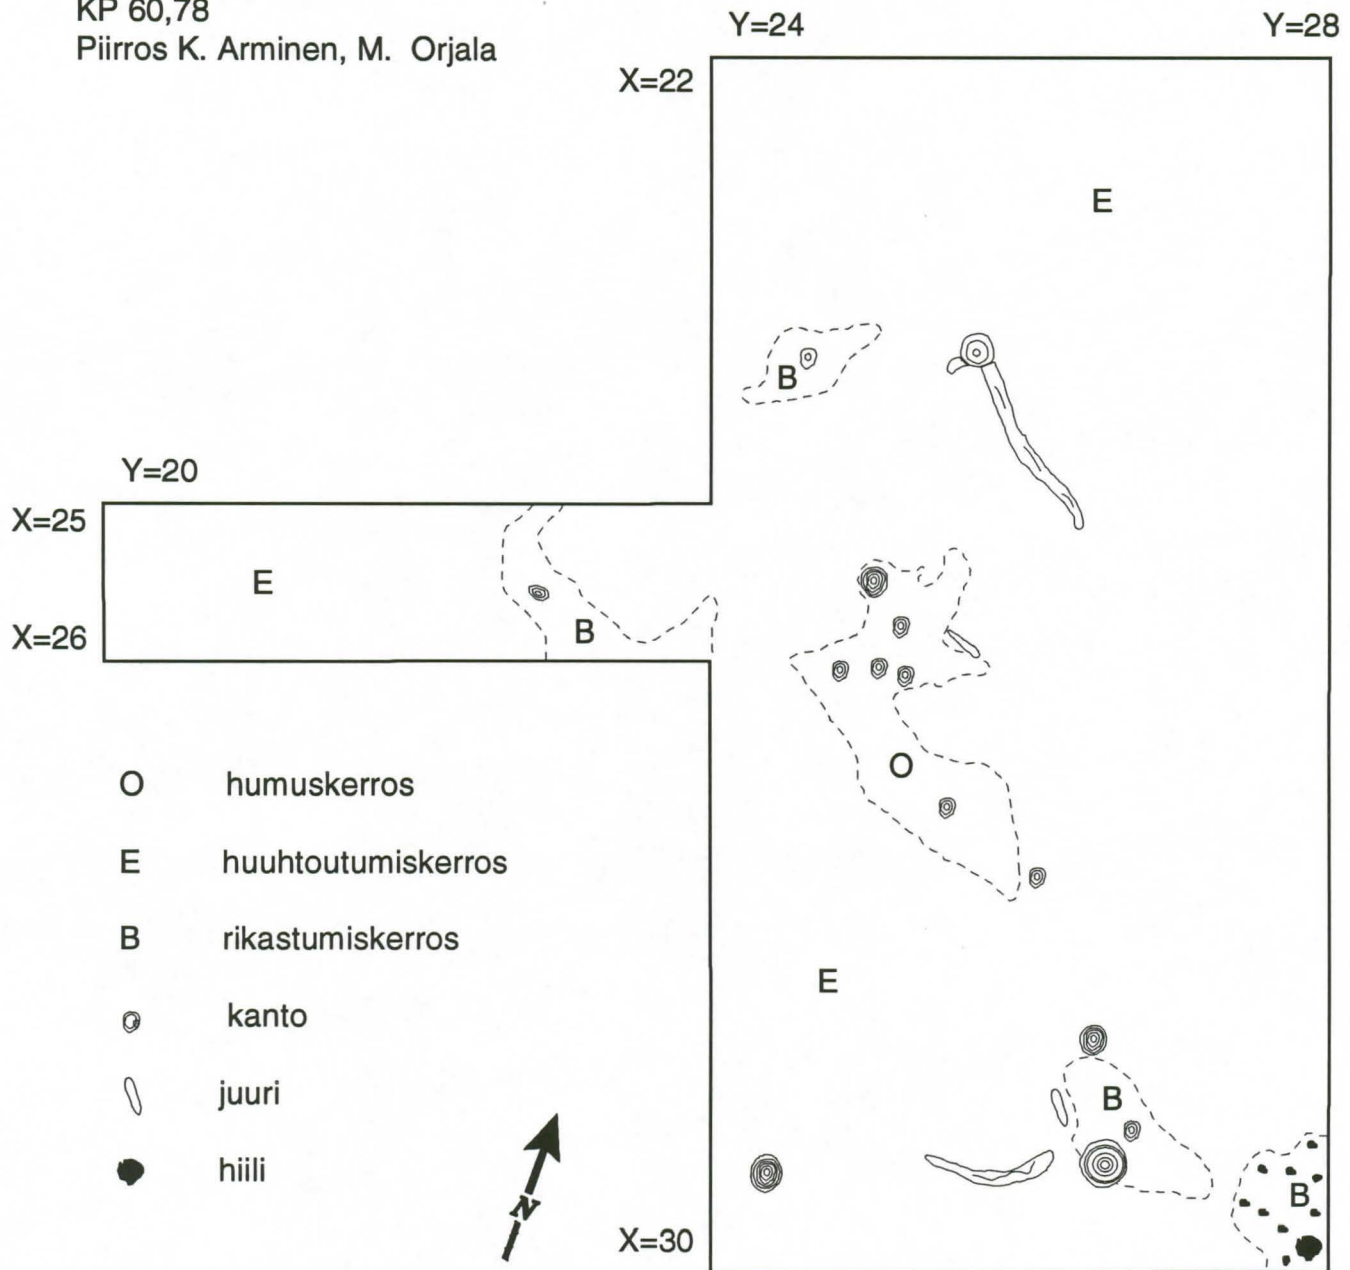 KP 60,78
Piirros K. Arminen, M. Orjala
Y=24 Y=28
X=22
E
B
Y=20
X=25
E
X=26
B
O
O humuskerros
E huuhtoutumiskerros
B rikastumiskerros
E
kanto
juuri
B
hiili
B
N
X=30